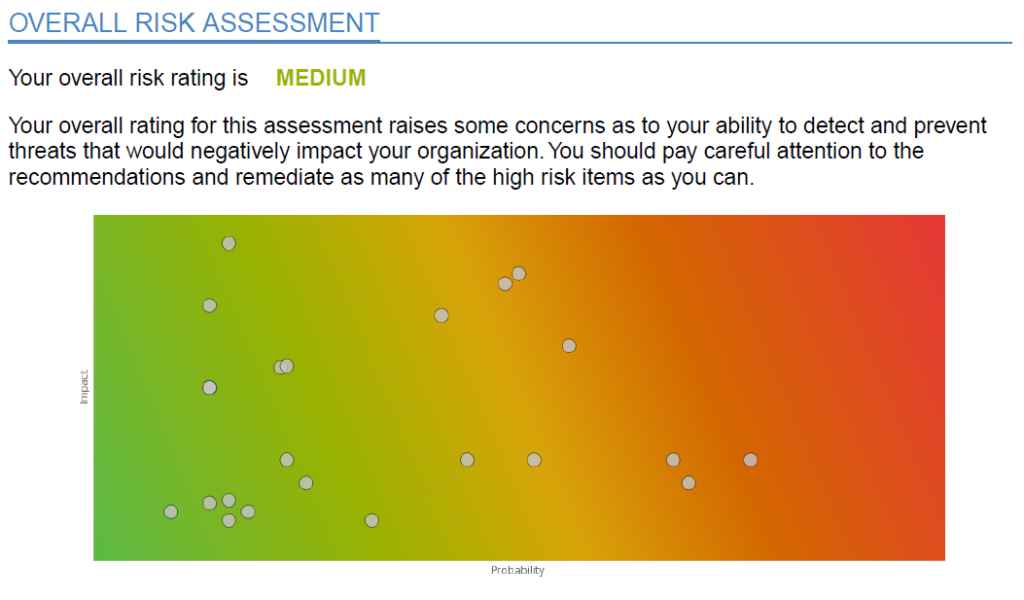 OVERALL RISK ASSESSMENT
Your overall risk rating is MEDIUM
Your overall rating for this assessment raises some concerns as to your ability to detect and prevent
threats that would negatively impact your organization. You should pay careful attention to the
recommendations and remediate as many of the high risk items as you can.
Impact
Probability